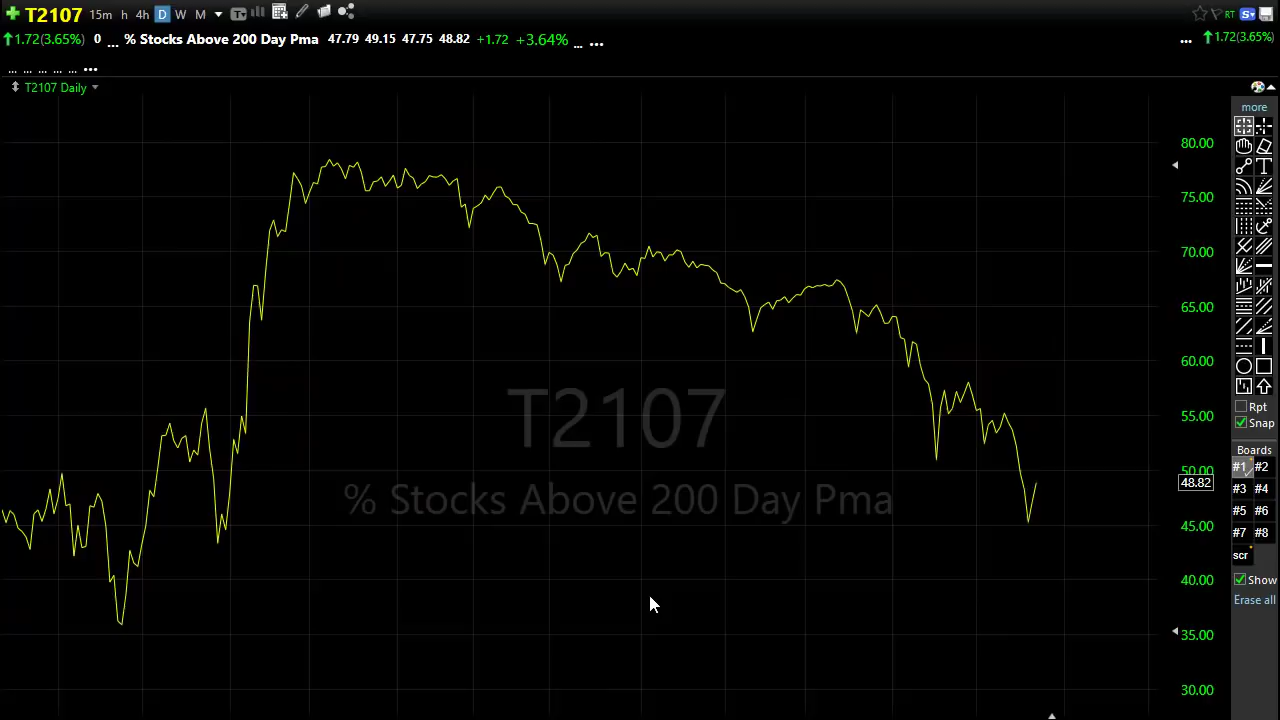 T2107 15m h 4h D W M T RT S
1.72(3.65%) 0 ... % Stocks Above 200 Day Pma 47.79 49.15 47.75 48.82 +1.72 +3.64% ... ... ... 1.72(3.65%)
... ... ... ... ... ...
T2107 Daily
more
80.00
T
75.00
70.00
65.00
60.00
T2107
Rpt
55.00
Snap
Boards
50.00
#1 #2
48.82
% Stocks Above 200 Day Pma
#3 #4
#5 #6
45.00
#7 #8
scr
40.00
Show
Erase all
35.00
30.00